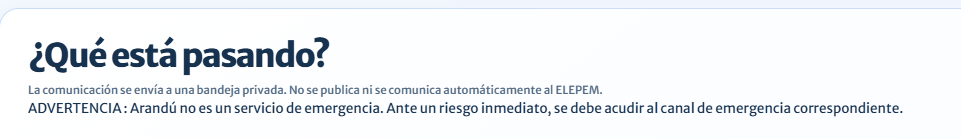 ¿Qué está pasando?
La comunicación se envía a una bandeja privada. No se publica ni se comunica automáticamente al ELEPEM.
ADVERTENCIA: Arandú no es un servicio de emergencia. Ante un riesgo inmediato, se debe acudir al canal de emergencia correspondiente.